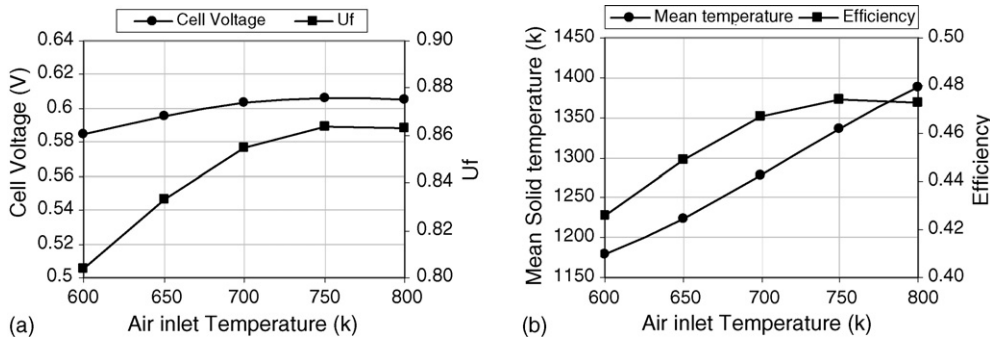 Cell Voltage Uf
0.64
0.62
0.6
0.58
0.56
0.54
0.52
0.5
Cell Voltage (V)
0.90
0.88
0.86
0.84
0.82
0.80
Uf
600 650 700 750 800
(a) Air inlet Temperature (k)
Mean temperature Efficiency
1450
1400
1350
1300
1250
1200
1150
Mean Solid temperature (k)
0.50
0.48
0.46
0.44
0.42
0.40
Efficiency
600 650 700 750 800
(b) Air inlet Temperature (k)